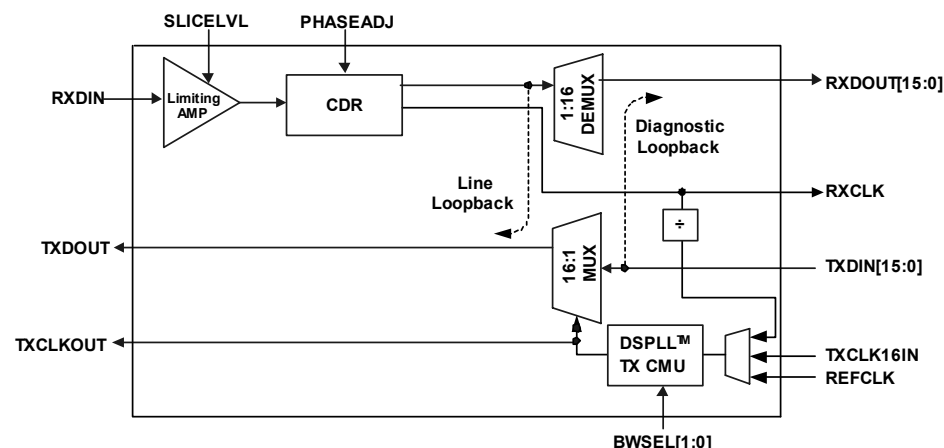 SLICELVL
PHASEADJ
RXDIN
Limiting
AMP
CDR
1:16
DEMUX
RXDOUT[15:0]
Diagnostic
Loopback
Line
Loopback
RXCLK
÷
TXDOUT
16:1
MUX
TXDIN[15:0]
TXCLKOUT
DSPLL™
TX CMU
TXCLK16IN
REFCLK
BWSEL[1:0]